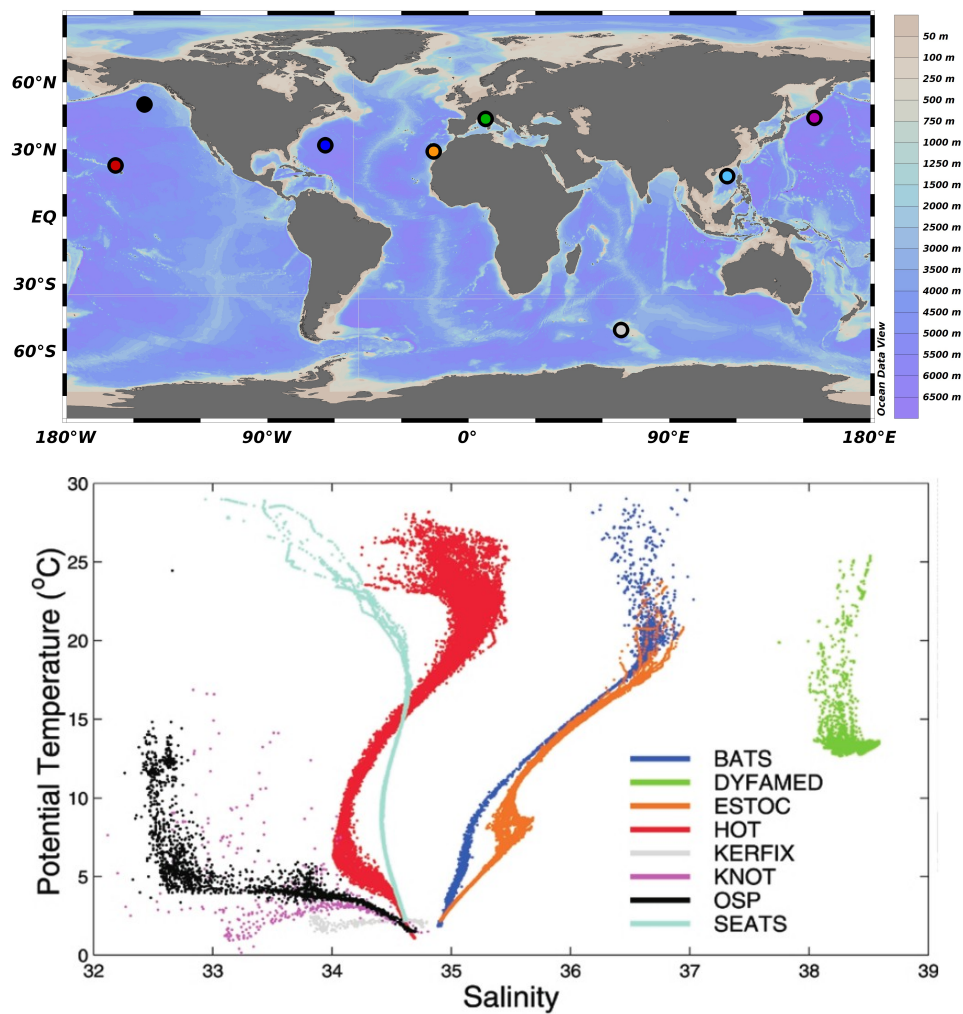 60°N
30°N
EQ
30°S
60°S
180°W
90°W
0°
90°E
180°E
50 m
100 m
250 m
500 m
750 m
1000 m
1250 m
1500 m
2000 m
2500 m
3000 m
3500 m
4000 m
4500 m
5000 m
5500 m
6000 m
6500 m
Ocean Data View
30
25
20
15
10
5
0
Potential Temperature (°C)
BATS
DYFAMED
ESTOC
HOT
KERFIX
KNOT
OSP
SEATS
32
33
34
35
36
37
38
39
Salinity